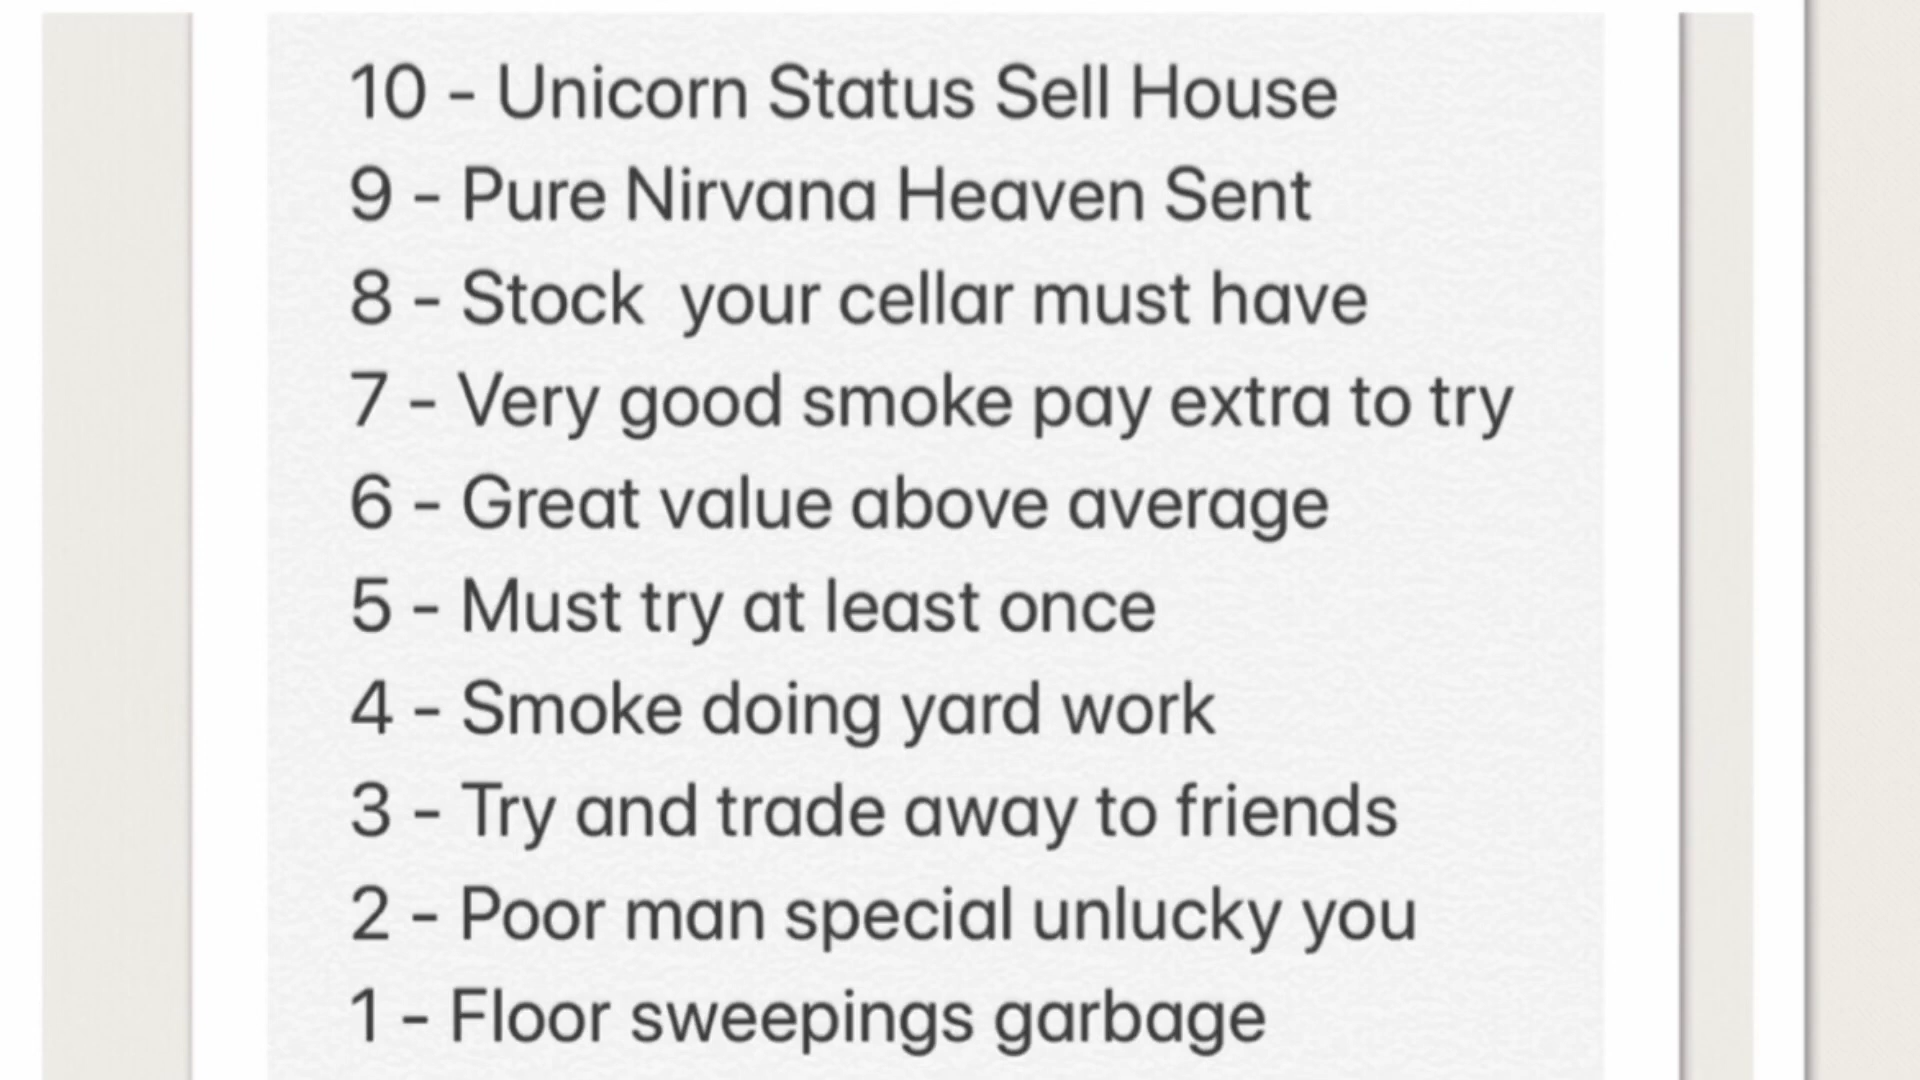 10 - Unicorn Status Sell House
9 - Pure Nirvana Heaven Sent
8 - Stock  your cellar must have
7 - Very good smoke pay extra to try
6 - Great value above average
5 - Must try at least once
4 - Smoke doing yard work
3 - Try and trade away to friends
2 - Poor man special unlucky you
1 - Floor sweepings garbage